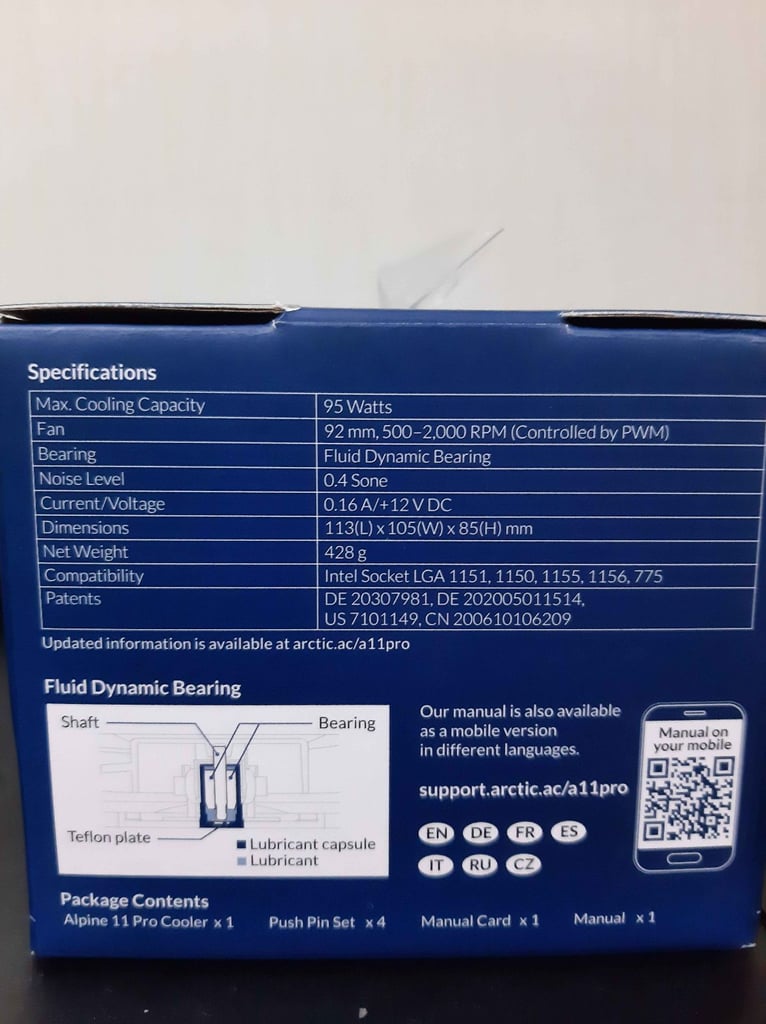 Specifications
Max. Cooling Capacity 95 Watts
Fan 92 mm, 500–2,000 RPM (Controlled by PWM)
Bearing Fluid Dynamic Bearing
Noise Level 0.4 Sone
Current/Voltage 0.16 A/+12 V DC
Dimensions 113(L) x 105(W) x 85(H) mm
Net Weight 428 g
Compatibility Intel Socket LGA 1151, 1150, 1155, 1156, 775
Patents DE 20307981, DE 202005011514,
US 7101149, CN 200610106209
Updated information is available at arctic.ac/a11pro
Fluid Dynamic Bearing
Shaft
Bearing
Teflon plate
Lubricant capsule
Lubricant
Our manual is also available
as a mobile version
in different languages.
support.arctic.ac/a11pro
EN DE FR ES
IT RU CZ
Manual on
your mobile
Package Contents
Alpine 11 Pro Cooler x 1 Push Pin Set x 4 Manual Card x 1 Manual x 1